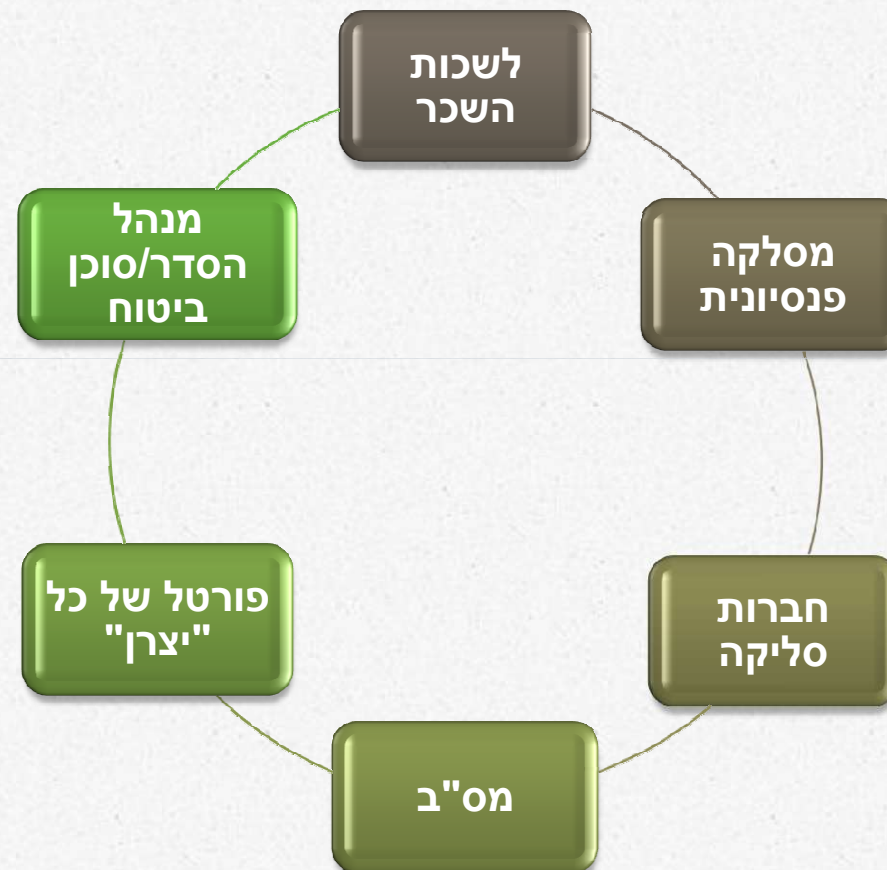 לשכות
השכר
מסלקה
פנסיונית
חברות
סליקה
מס"ב
פורטל של כל
"יצרן"
מנהל
הסדר/סוכן
ביטוח